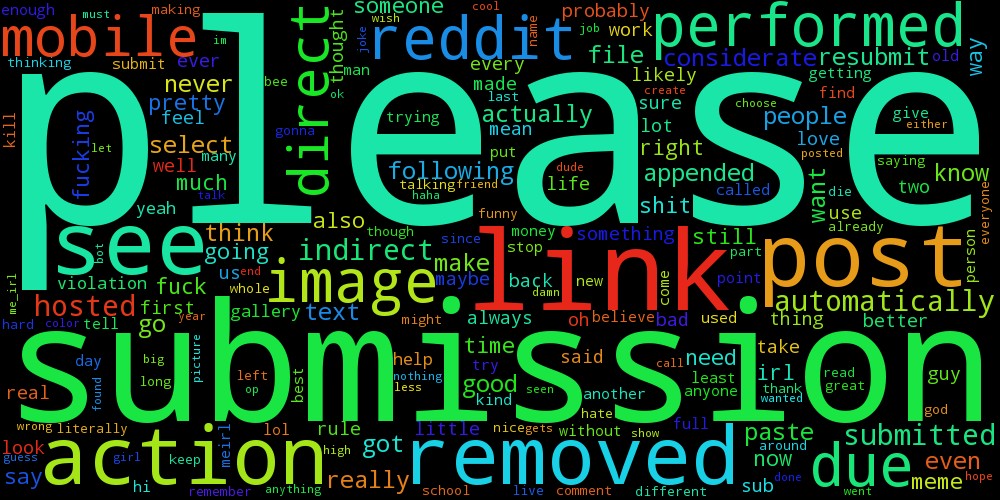 enough
must
making
cool
someone
probably
performed
mobile
im
direct
thought
wish
joke
reddit
name
job
work
thinking
submit
ever
every
man
file
considerate
resubmit
old
way
please
never
bee
ok
made
last
likely
getting
pretty
feel
create
sure
find
kill
fucking
trying
actually
choose
people
give
either
let
select
mean
lot
love
posted
well
many
put
right
saying
following
dude
much
talking
friend
life
appended
want
two
know
talk
haha
called
die
yeah
also
funny
shit
use
already
everyone
see
bot
think
going
though
since
money
something
still
post
person
indirect
stop
part
me_irl
violation
us
end
image
make
link
come
fuck
whole
maybe
back
damn
new
point
automatically
hosted
first
gallery
text
always
oh
believe
bad
used
thing
better
hard
color
tell
year
go
might
submission
day
big
picture
time
said
need
take
help
try
call
irl
read
real
found
long
left
op
best
nothing
less
good
kind
seen
another
least
anyone
thank
wanted
great
guy
wrong
literally
lol
rule
little
hate
full
god
look
action
meirl
high
got
removed
nice
gets
without
show
paste
submitted
guess
girl
keep
now
around
due
even
say
hi
remember
anything
really
school
live
comment
different
sub
done
went
meme
hope
gonna